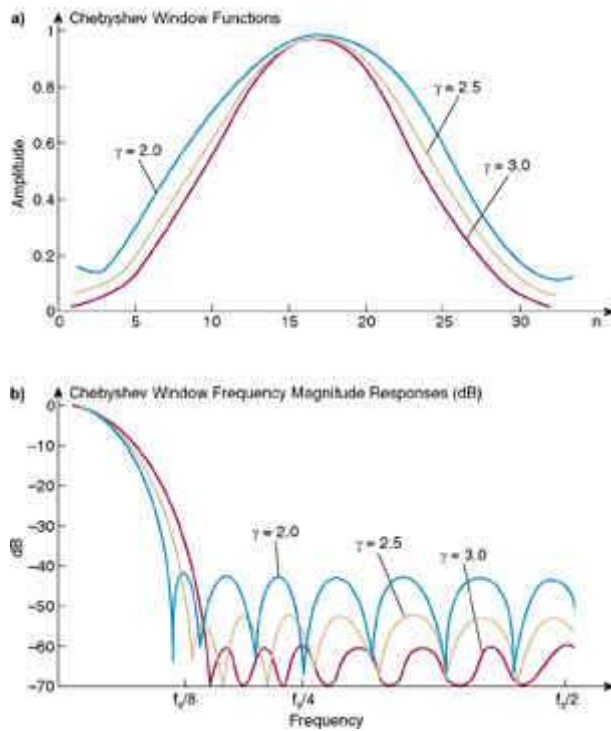 a) Chebyshev Window Functions
1
0.8
0.6
0.4
0.2
0
Amplitude
γ = 2.0
γ = 2.5
γ = 3.0
0 5 10 15 20 25 30 n
b) Chebyshev Window Frequency Magnitude Responses (dB)
0
–10
–20
–30
–40
–50
–60
–70
dB
γ = 2.0
γ = 2.5
γ = 3.0
fs/8 fs/4 fs/2
Frequency